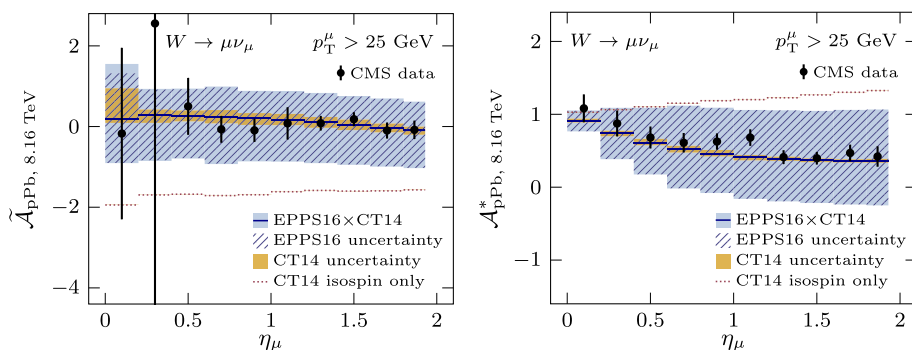 W → μν_μ p_T^μ > 25 GeV
CMS data
2
0
−2
−4
Ã_pPb, 8.16 TeV
EPPS16×CT14
EPPS16 uncertainty
CT14 uncertainty
CT14 isospin only
0 0.5 1 1.5 2
η_μ
W → μν_μ p_T^μ > 25 GeV
CMS data
2
1
0
−1
A*_pPb, 8.16 TeV
EPPS16×CT14
EPPS16 uncertainty
CT14 uncertainty
CT14 isospin only
0 0.5 1 1.5 2
η_μ